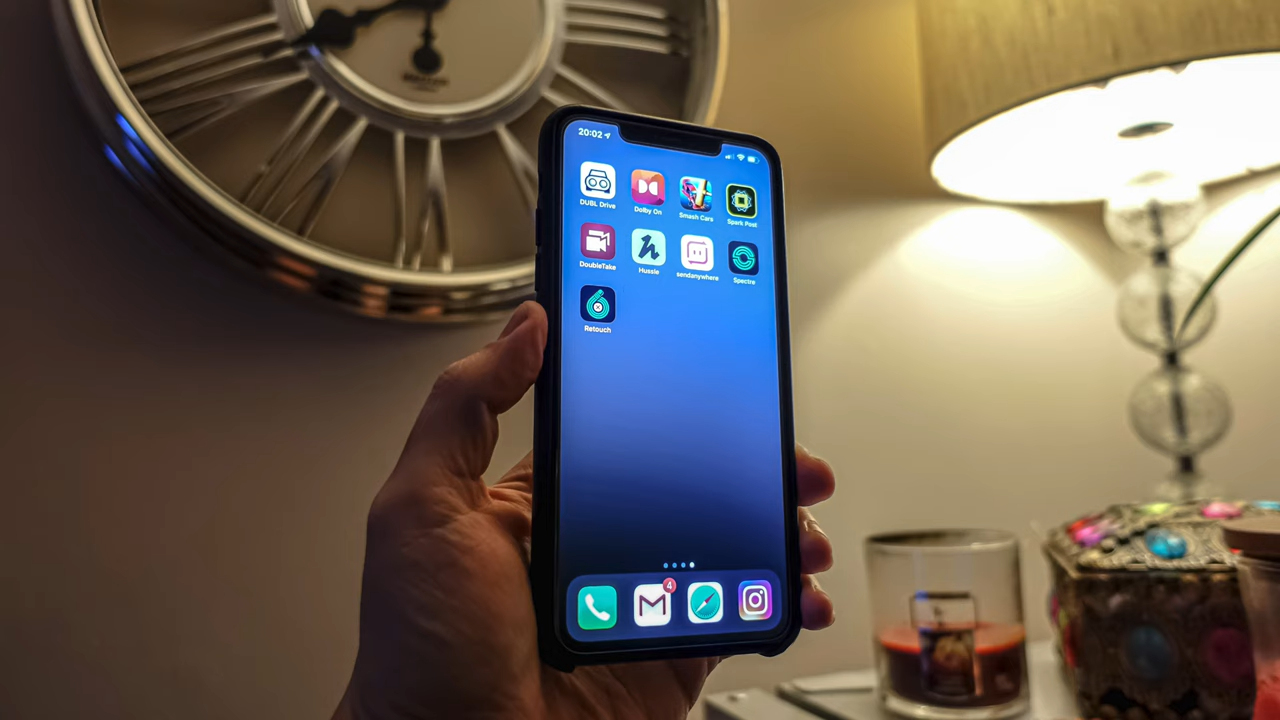 20:02
DUBL Drive
Dolby On
Smash Cars
Spark Post
DoubleTake
Hussle
sendanywhere
Spectre
Retouch
4